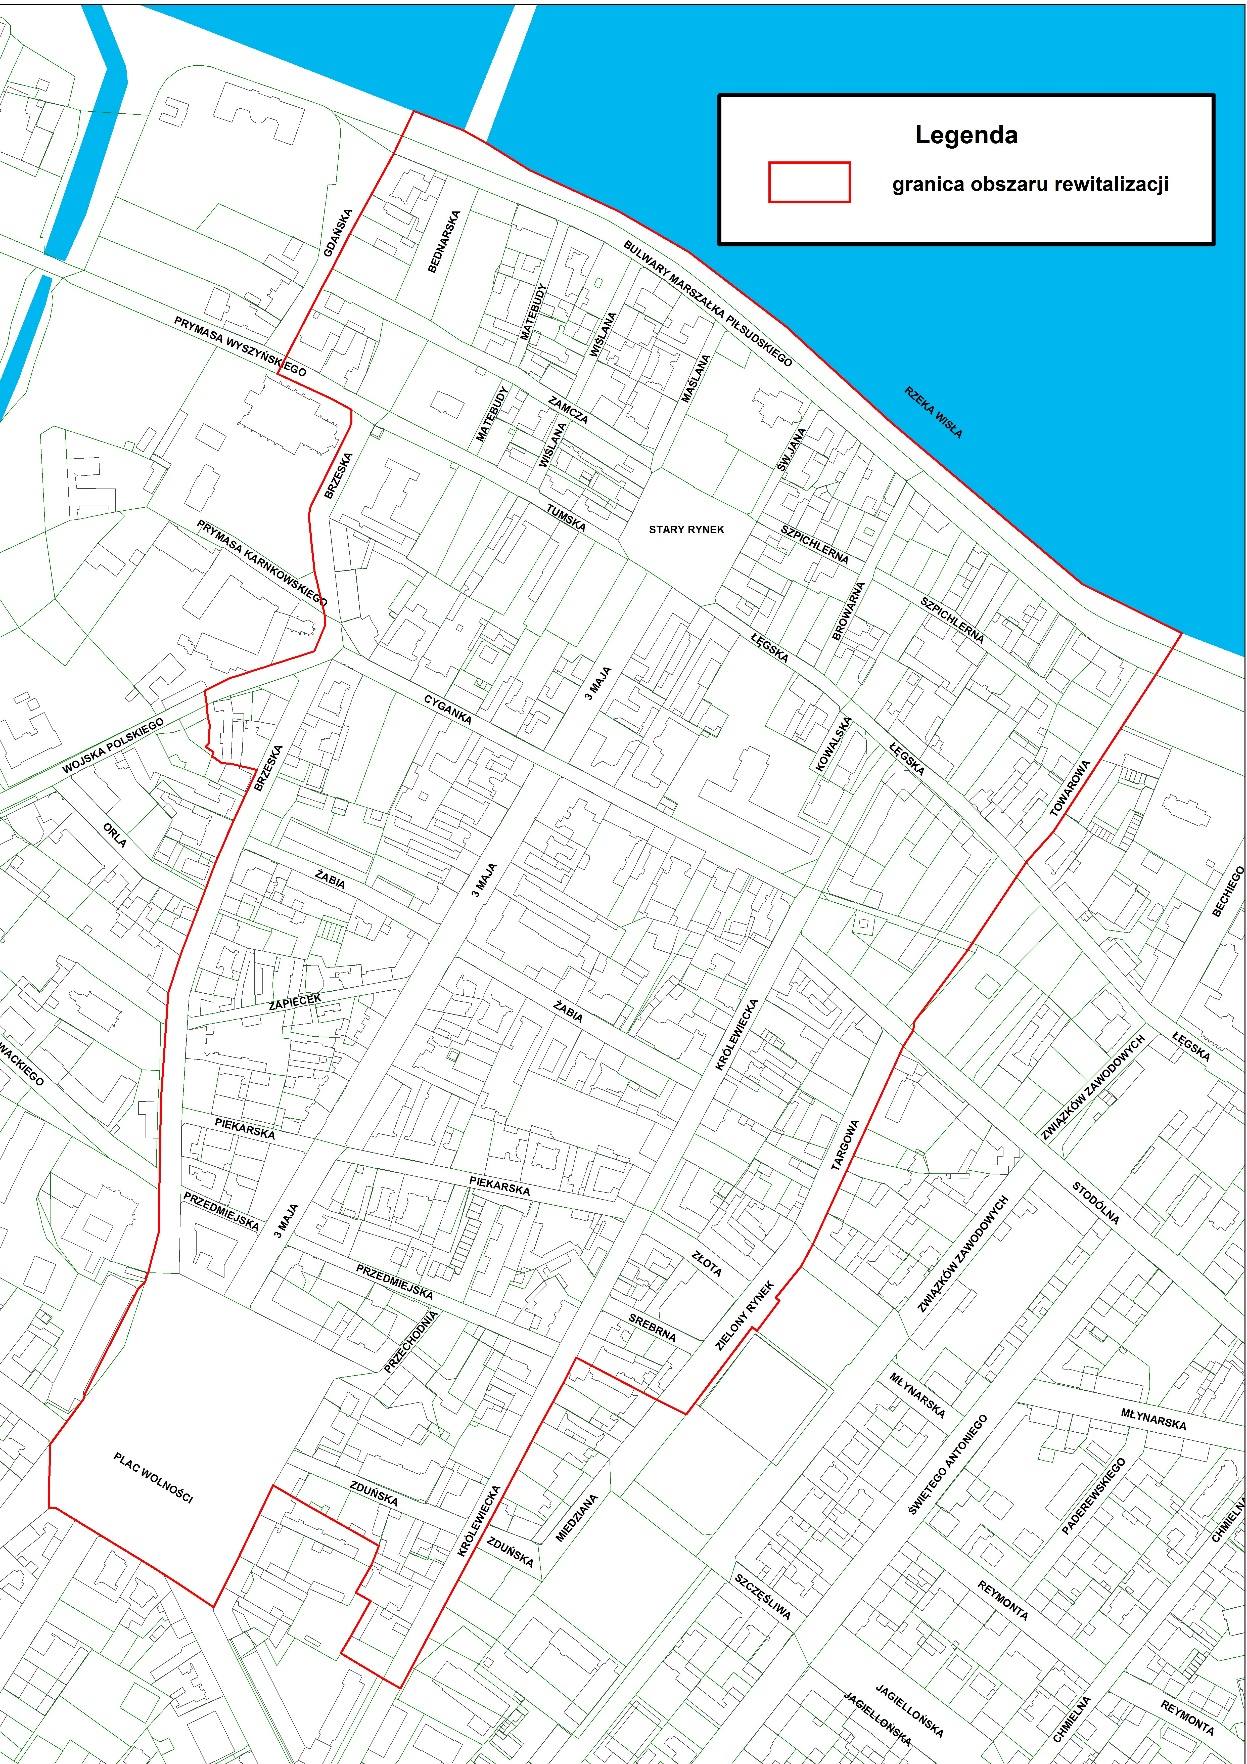 Legenda
granica obszaru rewitalizacji
GDAŃSKA
BEDNARSKA
BULWARY MARSZAŁKA PIŁSUDSKIEGO
MATEBUDY
WIŚLANA
PRYMASA WYSZYŃSKIEGO
MAŚLANA
RZEKA WISŁA
MATEBUDY
ZAMCZA
WIŚLANA
ŚW.JANA
BRZESKA
TUMSKA
STARY RYNEK
SZPICHLERNA
PRYMASA KARNKOWSKIEGO
BROWARNA
SZPICHLERNA
ŁĘGSKA
3 MAJA
CYGANKA
WOJSKA POLSKIEGO
KOWALSKA
ŁĘGSKA
BRZESKA
TOWAROWA
ORLA
ŻABIA
3 MAJA
BECHIEGO
ZAPIECEK
ŻABIA
KRÓLEWIECKA
WACKIEGO
ŁĘGSKA
ZWIĄZKÓW ZAWODOWYCH
PIEKARSKA
TARGOWA
PIEKARSKA
PRZEDMIEJSKA
3 MAJA
STODÓLNA
ZWIĄZKÓW ZAWODOWYCH
ZŁOTA
PRZEDMIEJSKA
ZIELONY RYNEK
SREBRNA
PRZECHODNIA
MŁYNARSKA
MŁYNARSKA
PLAC WOLNOŚCI
ZDUŃSKA
ŚWIĘTEGO ANTONIEGO
PADEREWSKIEGO
KRÓLEWIECKA
MIEDZIANA
CHMIELNA
ZDUŃSKA
SZCZĘŚLIWA
REYMONTA
JAGIELLOŃSKA
JAGIELLOŃSKA
CHMIELNA
REYMONTA